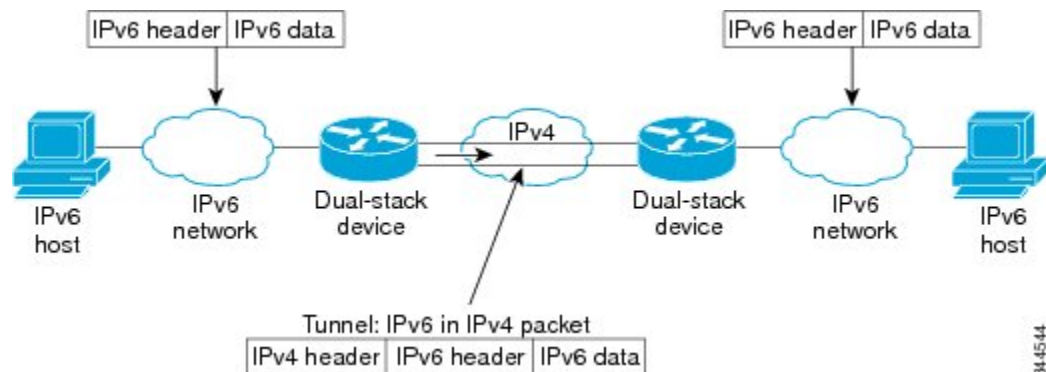 IPv6 header IPv6 data
IPv6 header IPv6 data
IPv4
IPv6
host
IPv6
network
Dual-stack
device
Dual-stack
device
IPv6
network
IPv6
host
Tunnel: IPv6 in IPv4 packet
IPv4 header IPv6 header IPv6 data
344544